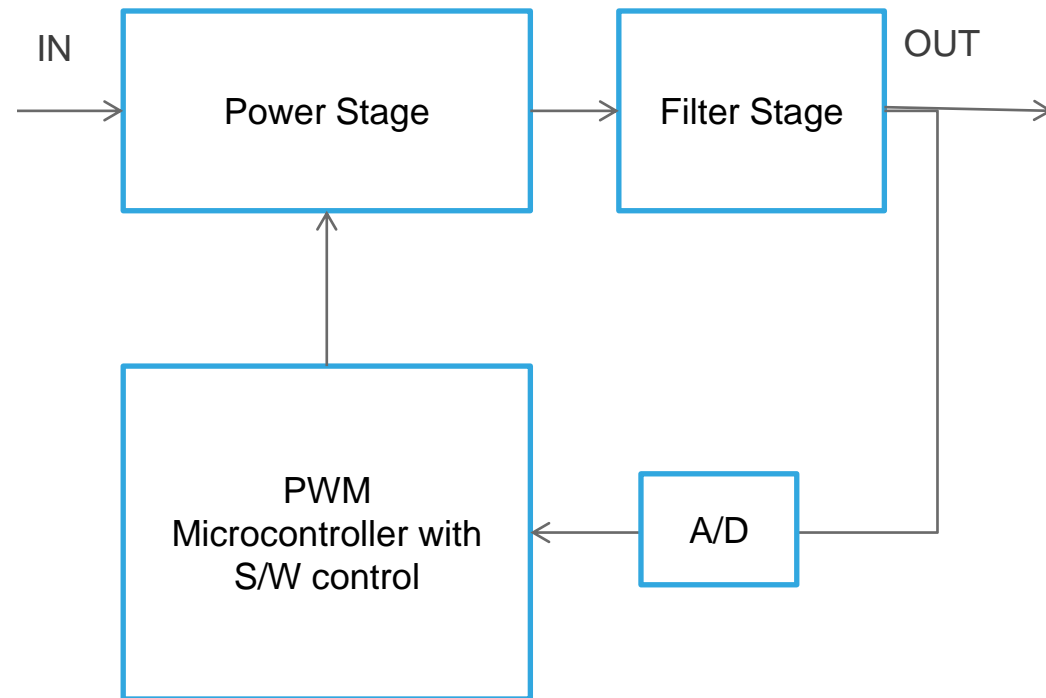 IN
Power Stage
Filter Stage
OUT
PWM
Microcontroller with
S/W control
A/D